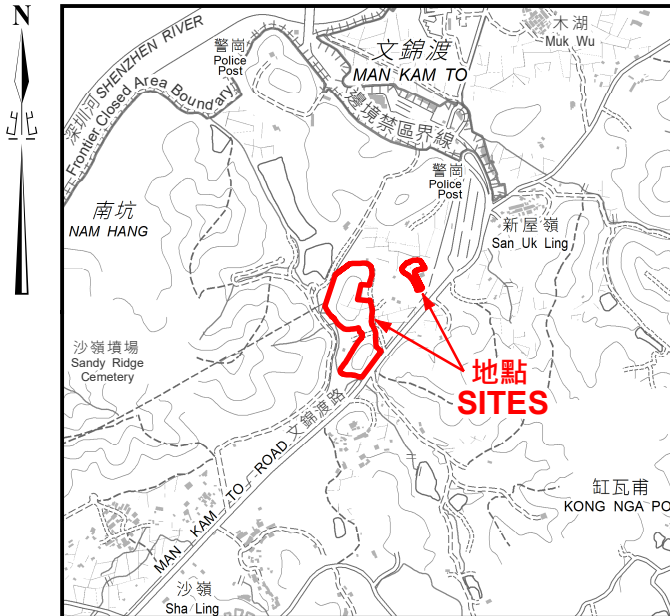 N
北
木湖
Muk Wu
警崗
Police
Post
文錦渡
MAN KAM TO
深圳河 SHENZHEN RIVER
Frontier Closed Area Boundary
邊境禁區界線
警崗
Police
Post
南坑
NAM HANG
新屋嶺
San Uk Ling
沙嶺墳場
Sandy Ridge
Cemetery
地點
SITES
文錦渡路
MAN KAM TO ROAD
缸瓦甫
KONG NGA PO
沙嶺
Sha Ling